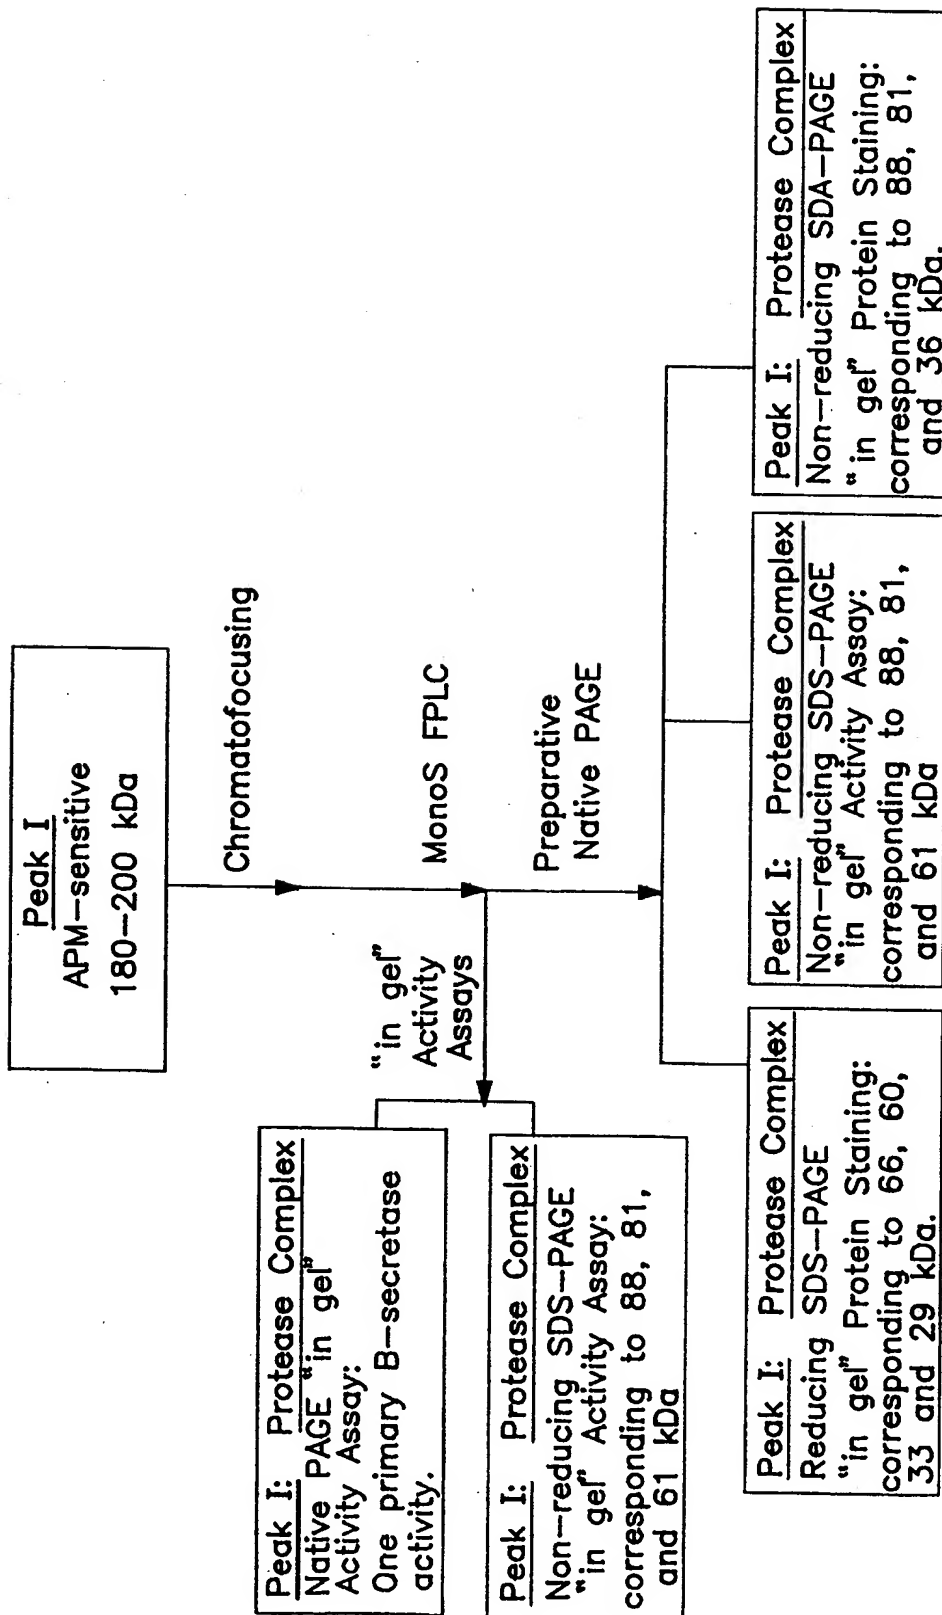 Peak I
APM-sensitive
180-200 kDa
Chromatofocusing
MonoS FPLC
"in gel"
Activity
Assays
Preparative
Native PAGE
Peak I: Protease Complex
Native PAGE "in gel"
Activity Assay:
One primary B-secretase
activity.
Peak I: Protease Complex
Non-reducing SDS-PAGE
"in gel" Activity Assay:
corresponding to 88, 81,
and 61 kDa
Peak I: Protease Complex
Reducing SDS-PAGE
"in gel" Protein Staining:
corresponding to 66, 60,
33 and 29 kDa.
Peak I: Protease Complex
Non-reducing SDS-PAGE
"in gel" Activity Assay:
corresponding to 88, 81,
and 61 kDa
Peak I: Protease Complex
Non-reducing SDA-PAGE
"in gel" Protein Staining:
corresponding to 88, 81,
and 36 kDa.